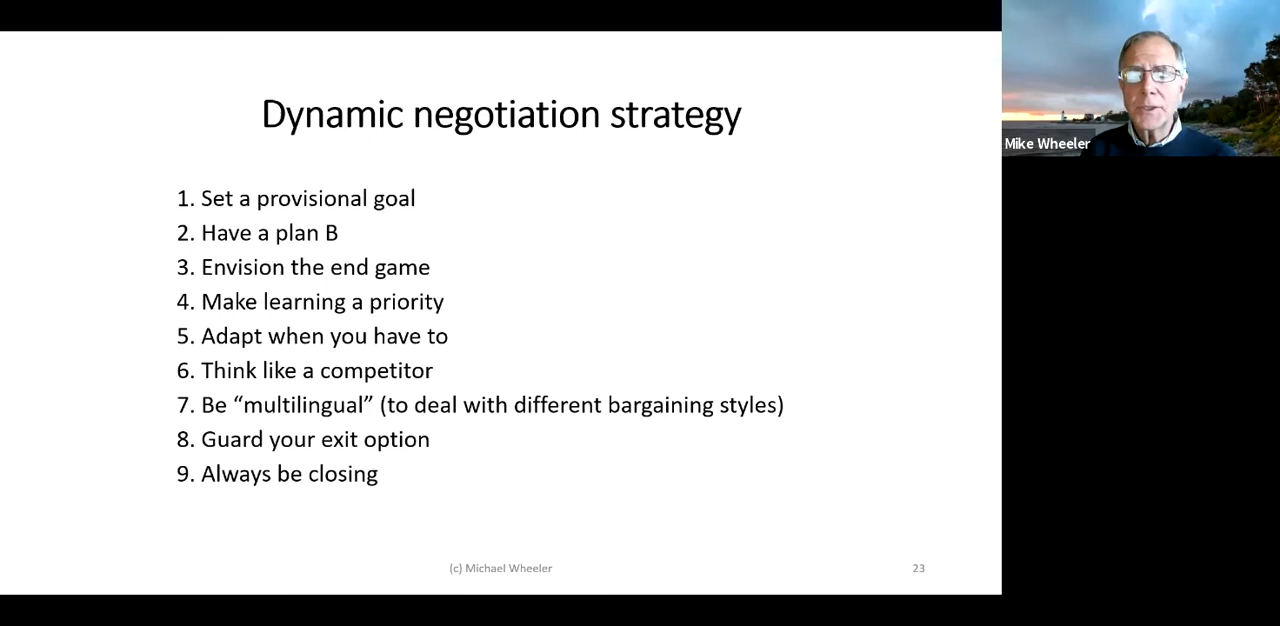 Dynamic negotiation strategy
1. Set a provisional goal
2. Have a plan B
3. Envision the end game
4. Make learning a priority
5. Adapt when you have to
6. Think like a competitor
7. Be “multilingual” (to deal with different bargaining styles)
8. Guard your exit option
9. Always be closing
(c) Michael Wheeler
23
Mike Wheeler